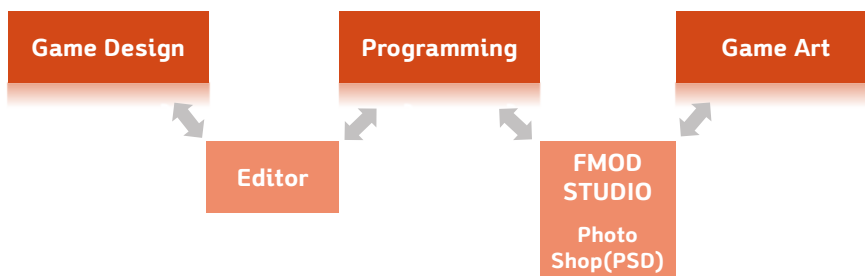 Game Design
Programming
Game Art
Editor
FMOD
STUDIO
Photo
Shop(PSD)